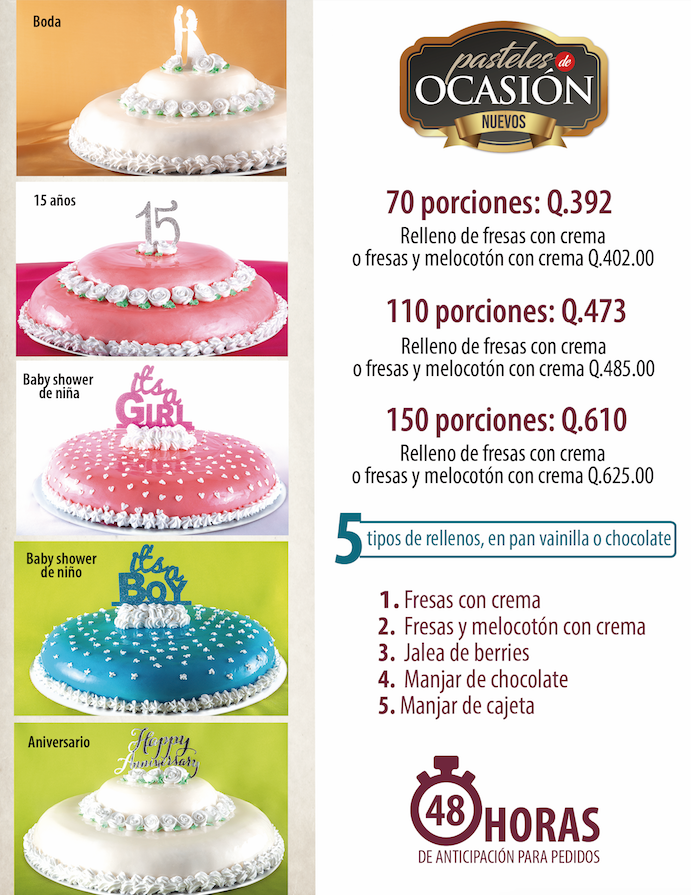 Boda
15 
15 años
it's a
GIRL
Baby shower
de niña
it's a
BOY
Baby shower
de niño
Happy
Anniversary
Aniversario
pasteles de
OCASIÓN
NUEVOS
70 porciones: Q.392
Relleno de fresas con crema
o fresas y melocotón con crema Q.402.00
110 porciones: Q.473
Relleno de fresas con crema
o fresas y melocotón con crema Q.485.00
150 porciones: Q.610
Relleno de fresas con crema
o fresas y melocotón con crema Q.625.00
5 tipos de rellenos, en pan vainilla o chocolate
1. Fresas con crema
2. Fresas y melocotón con crema
3. Jalea de berries
4. Manjar de chocolate
5. Manjar de cajeta
48 HORAS
DE ANTICIPACIÓN PARA PEDIDOS